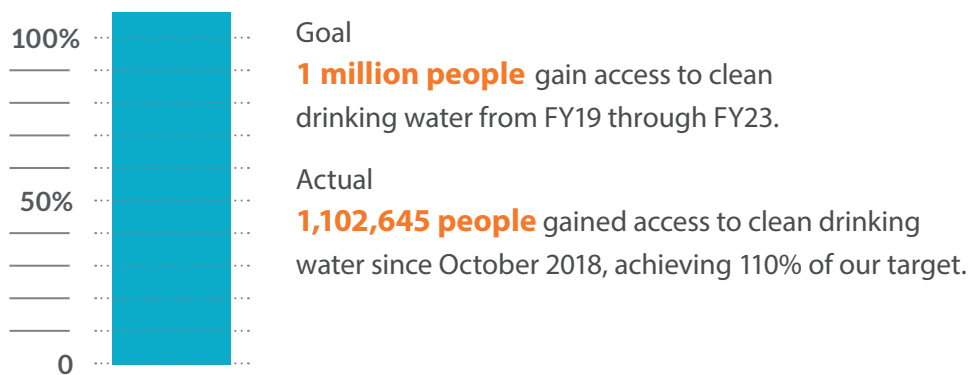 100%
50%
0
Goal
1 million people gain access to clean
drinking water from FY19 through FY23.
Actual
1,102,645 people gained access to clean drinking
water since October 2018, achieving 110% of our target.